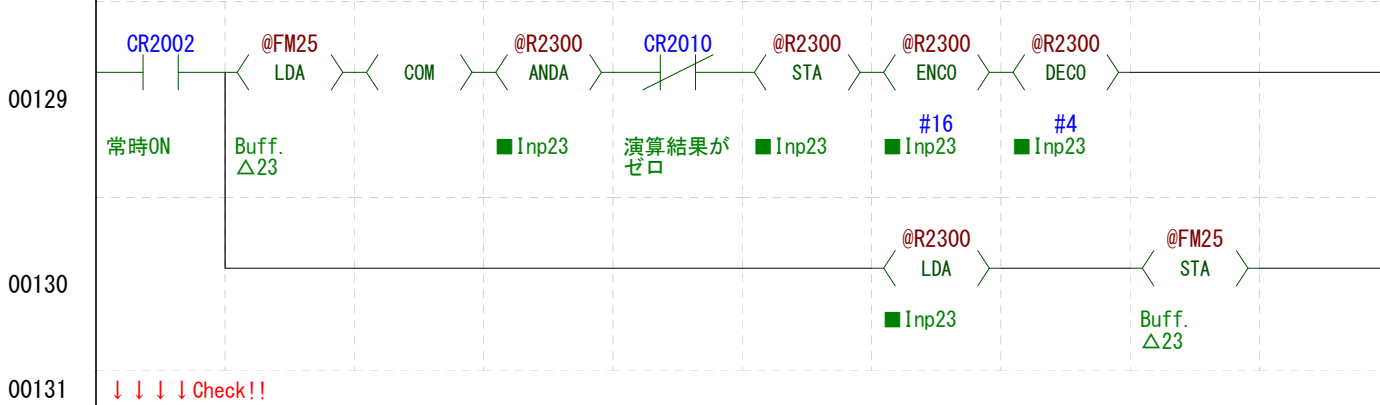 CR2002 @FM25 @R2300 CR2010 @R2300 @R2300 @R2300
LDA COM ANDA STA ENCO DECO
00129
#16 #4
常時ON Buff. ■Inp23 演算結果が ■Inp23 ■Inp23 ■Inp23
△23 ゼロ
@R2300 @FM25
LDA STA
00130
■Inp23 Buff.
△23
00131 ↓↓↓↓Check!!